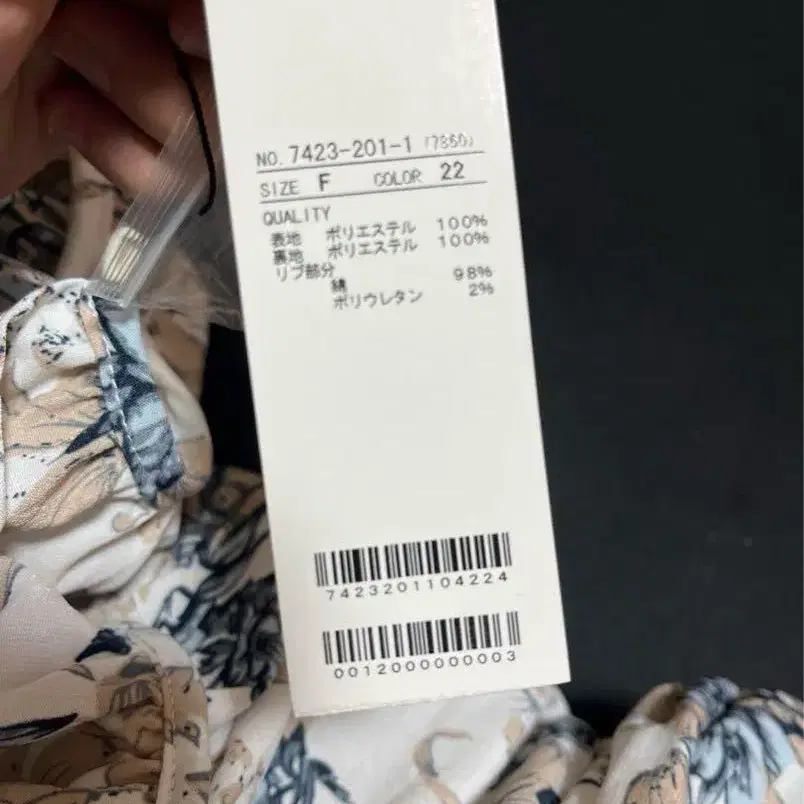 NO. 7423-201-1 (7350)
SIZE F COLOR 22
QUALITY
表地 ポリエステル 100%
裏地 ポリエステル 100%
リブ部分
綿 98%
ポリウレタン 2%
7423201104224
0012000000003